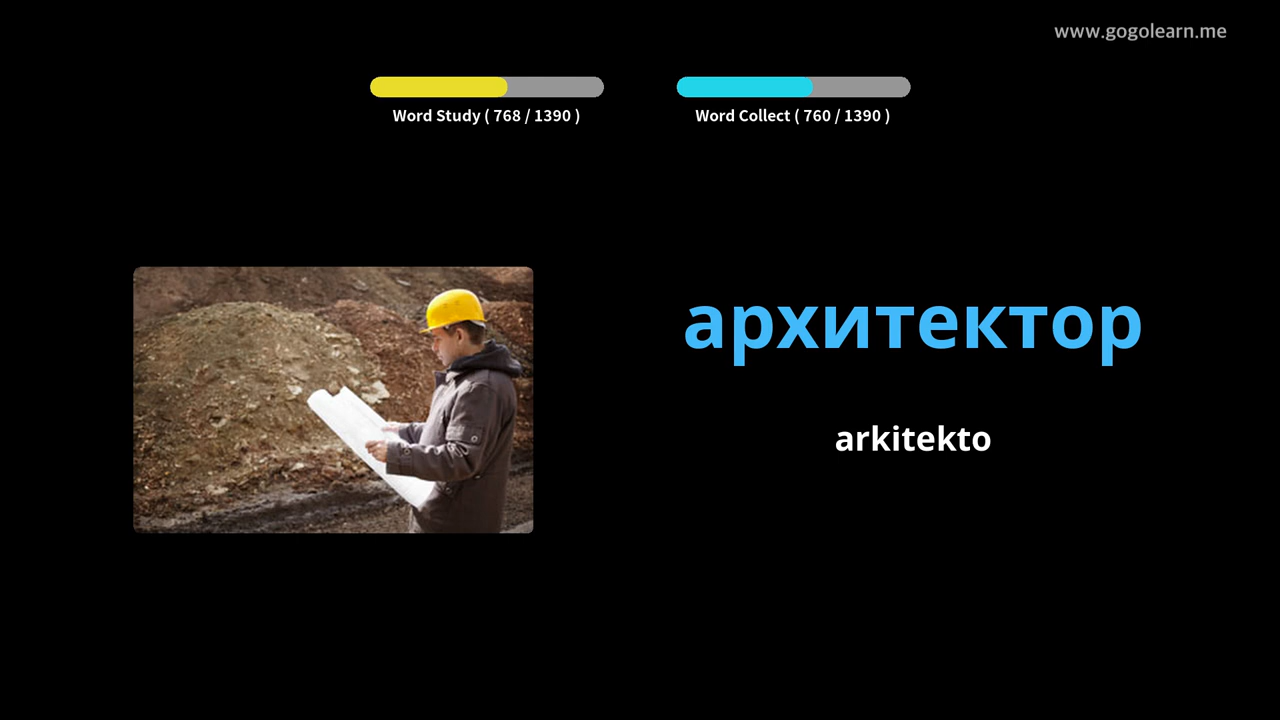 www.gogolearn.me
Word Study ( 768 / 1390 )
Word Collect ( 760 / 1390 )
архитектор
arkitekto